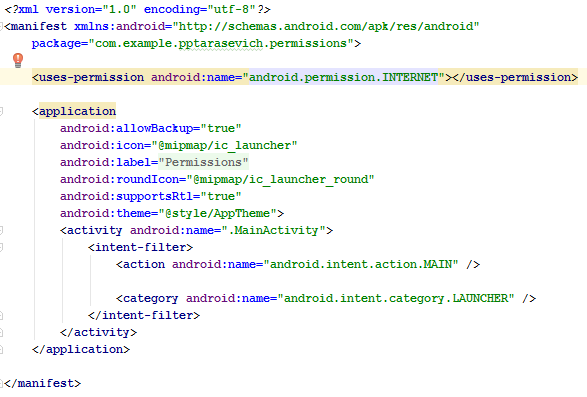 <?xml version="1.0" encoding="utf-8"?>
<manifest xmlns:android="http://schemas.android.com/apk/res/android"
    package="com.example.pptarasevich.permissions">

    <uses-permission android:name="android.permission.INTERNET"></uses-permission>

    <application
        android:allowBackup="true"
        android:icon="@mipmap/ic_launcher"
        android:label="Permissions"
        android:roundIcon="@mipmap/ic_launcher_round"
        android:supportsRtl="true"
        android:theme="@style/AppTheme">
        <activity android:name=".MainActivity">
            <intent-filter>
                <action android:name="android.intent.action.MAIN" />

                <category android:name="android.intent.category.LAUNCHER" />
            </intent-filter>
        </activity>
    </application>

</manifest>